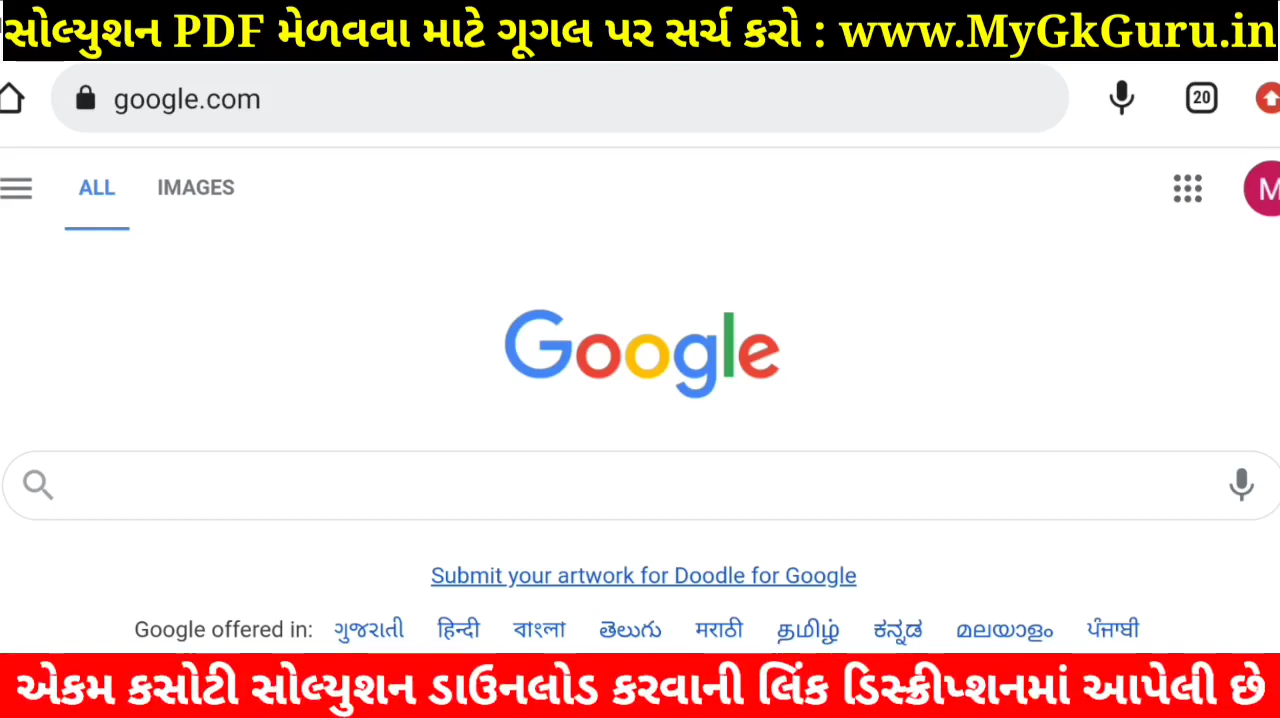 સોલ્યુશન PDF મેળવવા માટે ગૂગલ પર સર્ચ કરો : www.MyGkGuru.in
google.com 20
ALL IMAGES M
Google
Submit your artwork for Doodle for Google
Google offered in: ગુજરાતી हिन्दी বাংলা తెలుగు मराठी தமிழ் ಕನ್ನಡ മലയാളം ਪੰਜਾਬੀ
એકમ કસોટી સોલ્યુશન ડાઉનલોડ કરવાની લિંક ડિસ્ક્રીપ્શનમાં આપેલી છે